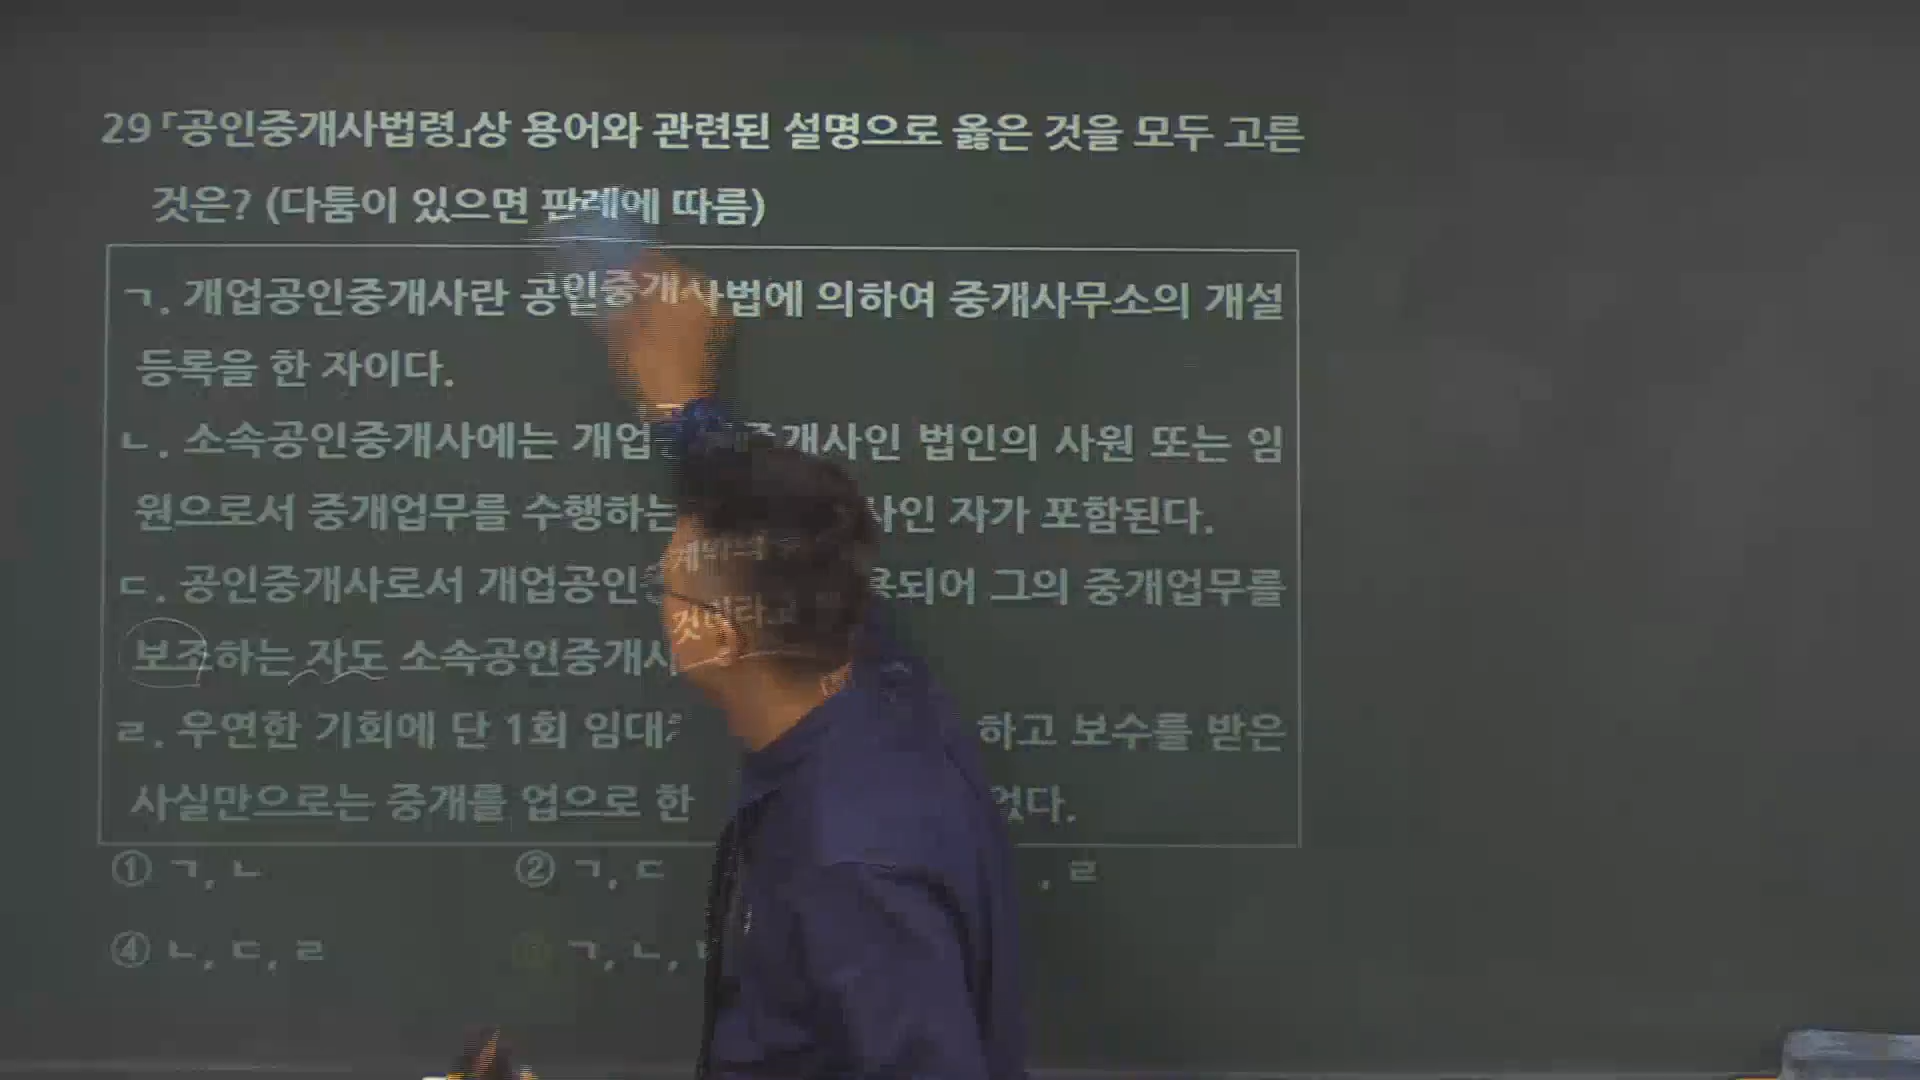 29 「공인중개사법령」상 용어와 관련된 설명으로 옳은 것을 모두 고른
것은? (다툼이 있으면 판례에 따름)
ㄱ. 개업공인중개사란 공인중개사법에 의하여 중개사무소의 개설
등록을 한 자이다.
ㄴ. 소속공인중개사에는 개업 중개사인 법인의 사원 또는 임
원으로서 중개업무를 수행하는 사인 자가 포함된다.
ㄷ. 공인중개사로서 개업공인 되어 그의 중개업무를
보조하는 자도 소속공인중개사
ㄹ. 우연한 기회에 단 1회 임대 하고 보수를 받은
사실만으로는 중개를 업으로 한 었다.
① ㄱ, ㄴ ② ㄱ, ㄷ , ㄹ
④ ㄴ, ㄷ, ㄹ ㄱ, ㄴ,